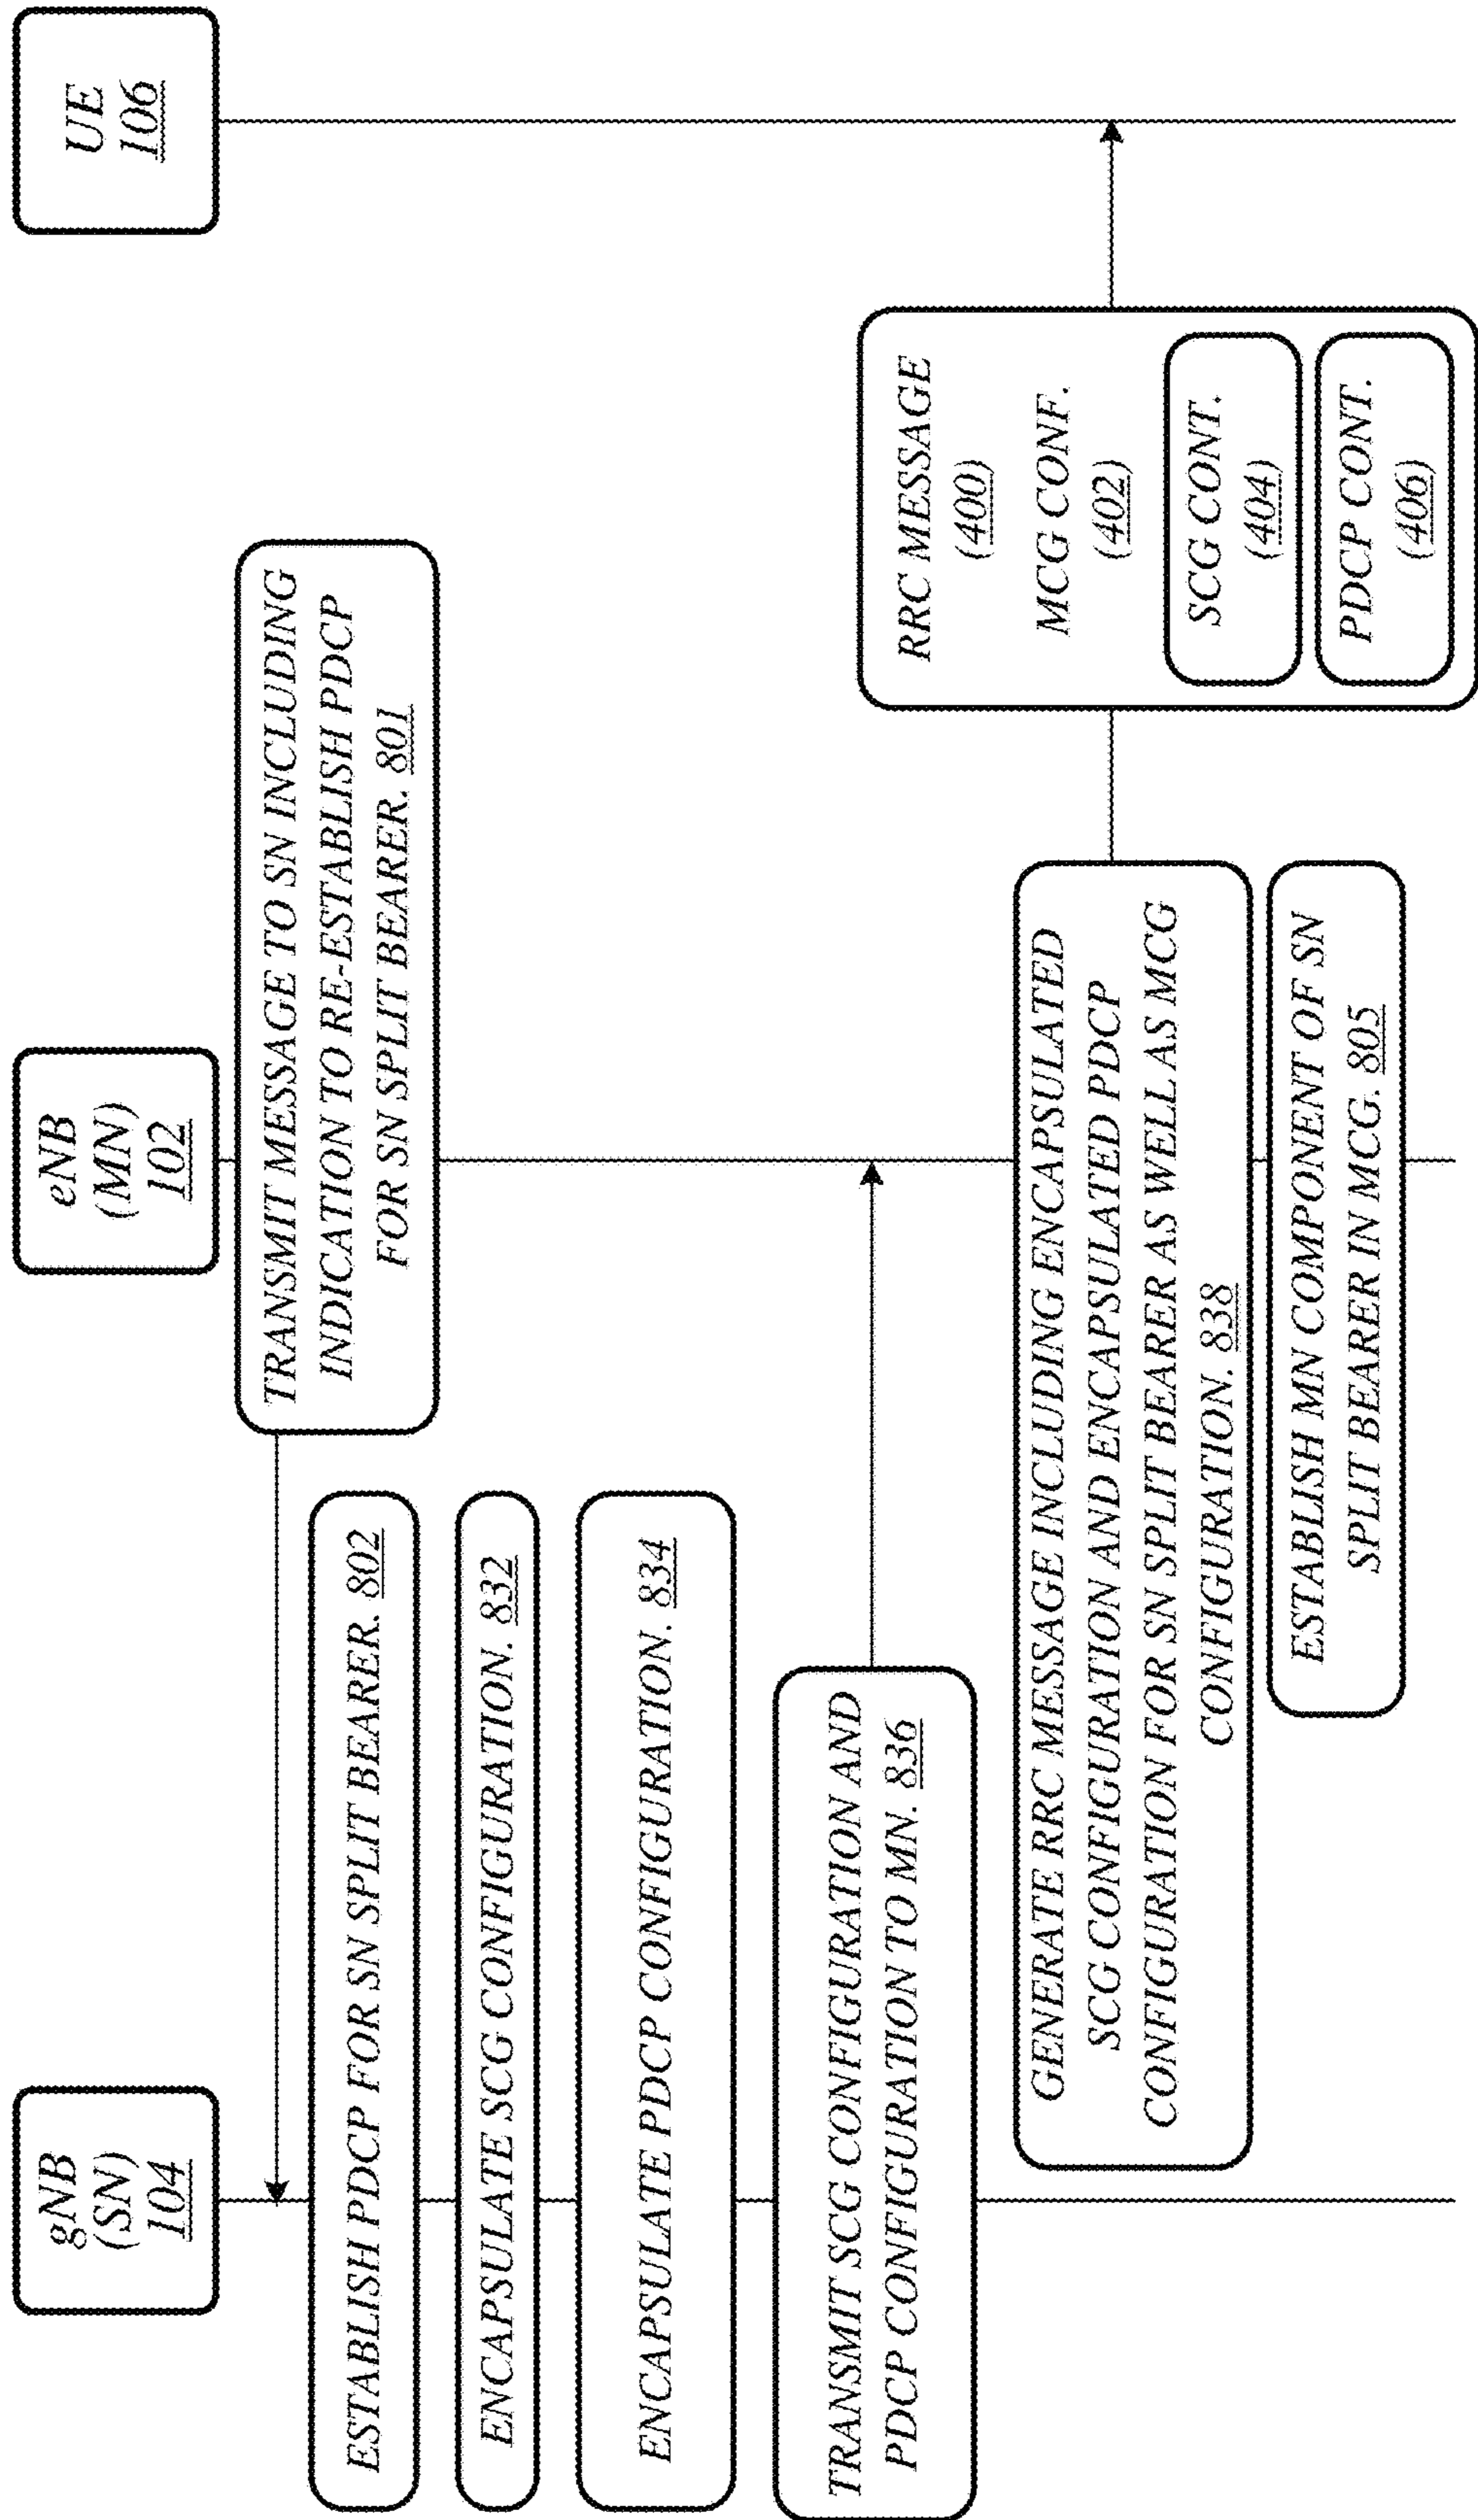 gNB
(SN)
104
eNB
(MN)
102
UE
106
TRANSMIT MESSAGE TO SN INCLUDING
INDICATION TO RE-ESTABLISH PDCP
FOR SN SPLIT BEARER. 801
ESTABLISH PDCP FOR SN SPLIT BEARER. 802
ENCAPSULATE SCG CONFIGURATION. 832
ENCAPSULATE PDCP CONFIGURATION. 834
TRANSMIT SCG CONFIGURATION AND
PDCP CONFIGURATION TO MN. 836
GENERATE RRC MESSAGE INCLUDING ENCAPSULATED
SCG CONFIGURATION AND ENCAPSULATED PDCP
CONFIGURATION FOR SN SPLIT BEARER AS WELL AS MCG
CONFIGURATION. 838
RRC MESSAGE
(400)
MCG CONF.
(402)
SCG CONT.
(404)
PDCP CONT.
(406)
ESTABLISH MN COMPONENT OF SN
SPLIT BEARER IN MCG. 805